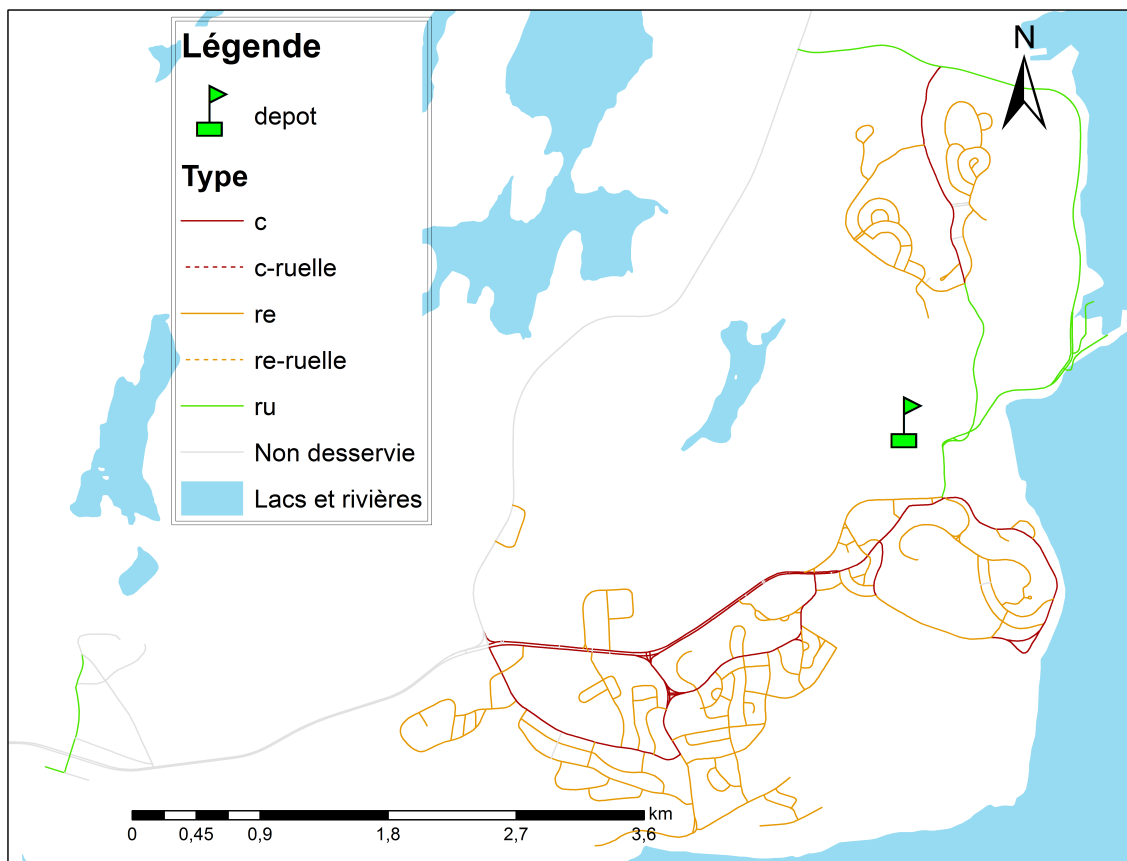 Légende
depot
Type
c
c-ruelle
re
re-ruelle
ru
Non desservie
Lacs et rivières
N
km
0 0,45 0,9 1,8 2,7 3,6